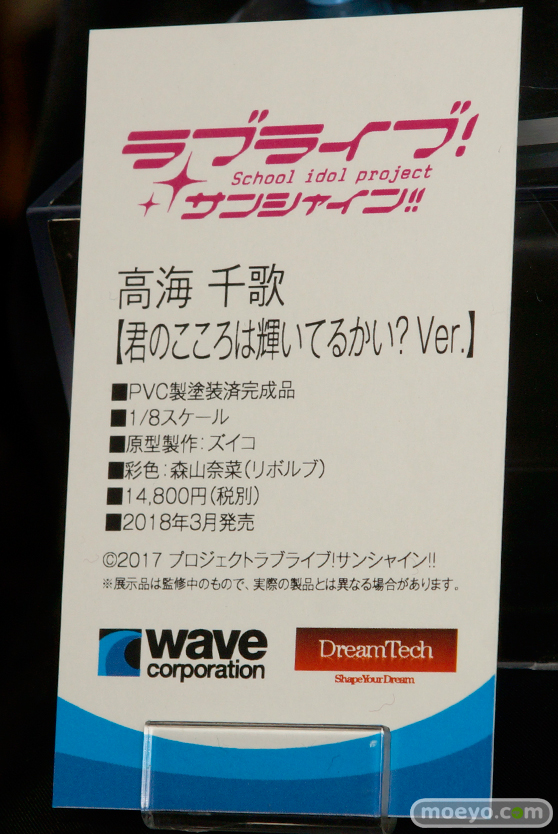 ラブライブ!
School idol project
サンシャイン!!
高海 千歌
【君のこころは輝いてるかい? Ver.】
■PVC製塗装済完成品
■1/8スケール
■原型製作:ズイコ
■彩色:森山奈菜(リボルブ)
■14,800円(税別)
■2018年3月発売
©2017 プロジェクトラブライブ!サンシャイン!!
※展示品は監修中のもので、実際の製品とは異なる場合があります。
wave
corporation
DreamTech
ShapeYourDream
moeyo.com